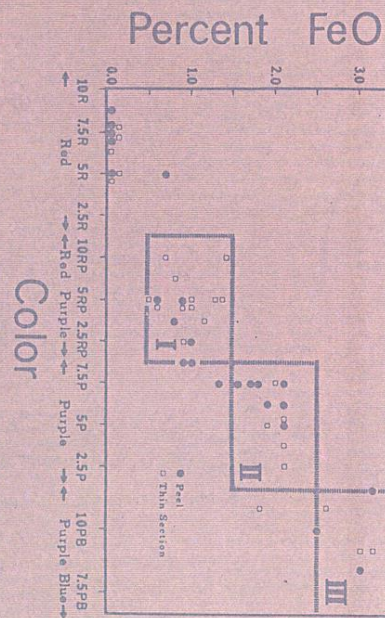 Percent FeO
0.0 1.0 2.0 3.0
10R 7.5R 5R 2.5R 10RP 5RP 2.5RP 7.5P 5P 2.5P 10PB 7.5PB
← Red →← Red Purple →← Purple →← Purple Blue→
Color
I
II
III
● Peel
□ Thin Section